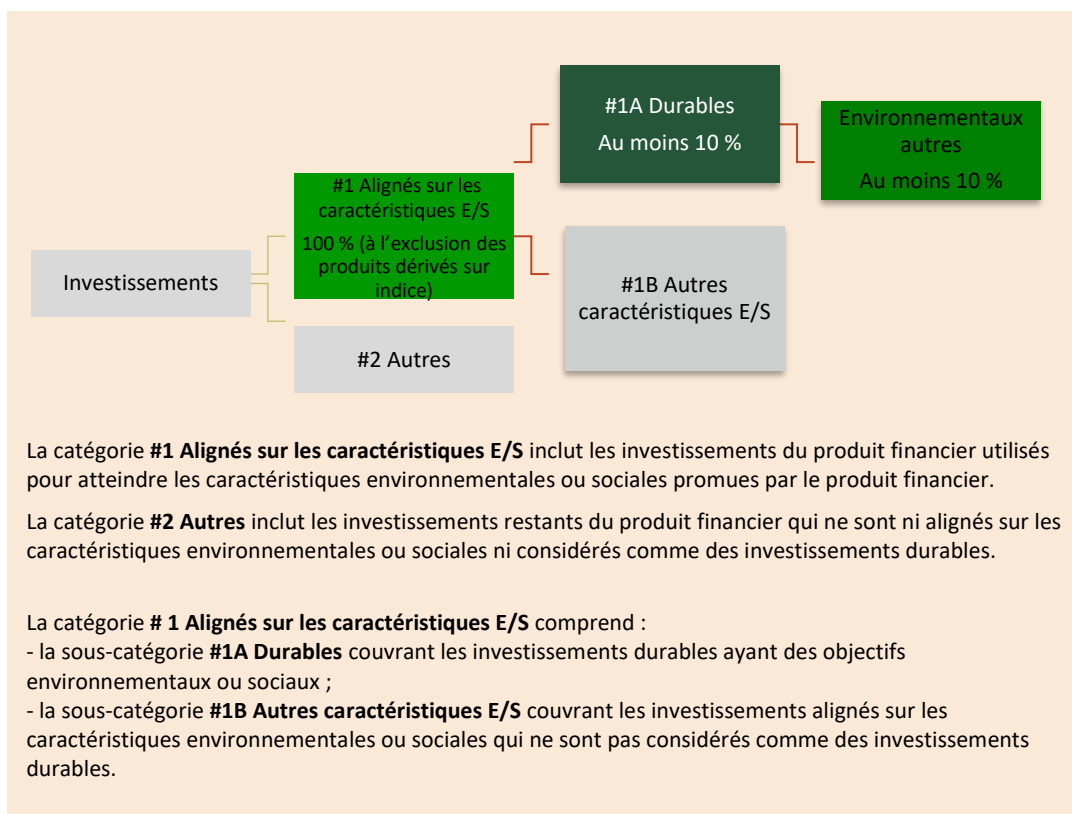 #1A Durables
Au moins 10 %
Environnementaux
autres
Au moins 10 %
#1 Alignés sur les
caractéristiques E/S
100 % (à l’exclusion des
produits dérivés sur
indice)
Investissements
#1B Autres
caractéristiques E/S
#2 Autres
La catégorie #1 Alignés sur les caractéristiques E/S inclut les investissements du produit financier utilisés
pour atteindre les caractéristiques environnementales ou sociales promues par le produit financier.
La catégorie #2 Autres inclut les investissements restants du produit financier qui ne sont ni alignés sur les
caractéristiques environnementales ou sociales ni considérés comme des investissements durables.
La catégorie # 1 Alignés sur les caractéristiques E/S comprend :
- la sous-catégorie #1A Durables couvrant les investissements durables ayant des objectifs
environnementaux ou sociaux ;
- la sous-catégorie #1B Autres caractéristiques E/S couvrant les investissements alignés sur les
caractéristiques environnementales ou sociales qui ne sont pas considérés comme des investissements
durables.